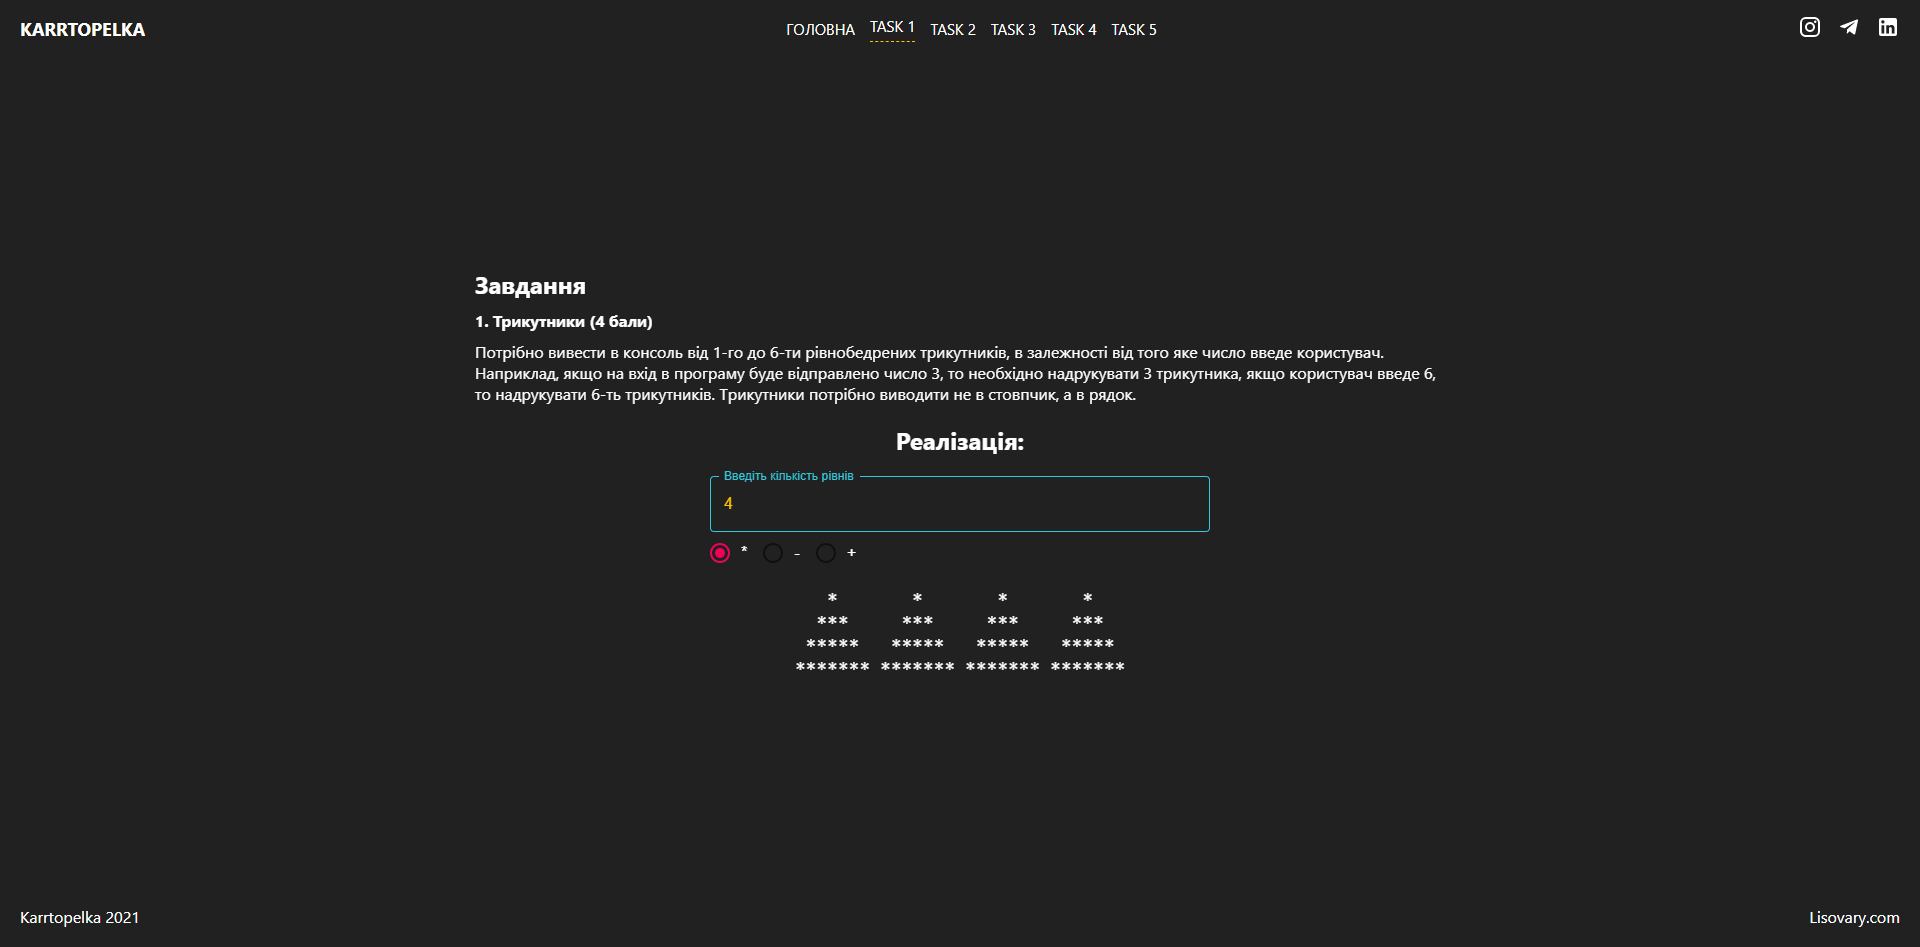 KARRTOPELKA
ГОЛОВНА TASK 1 TASK 2 TASK 3 TASK 4 TASK 5
Завдання
1. Трикутники (4 бали)
Потрібно вивести в консоль від 1-го до 6-ти рівнобедрених трикутників, в залежності від того яке число введе користувач.
Наприклад, якщо на вхід в програму буде відправлено число 3, то необхідно надрукувати 3 трикутника, якщо користувач введе 6,
то надрукувати 6-ть трикутників. Трикутники потрібно виводити не в стовпчик, а в рядок.
Реалізація:
Введіть кількість рівнів
4
* - +
* * * *
*** *** *** ***
***** ***** ***** *****
******* ******* ******* *******
Karrtopelka 2021
Lisovary.com